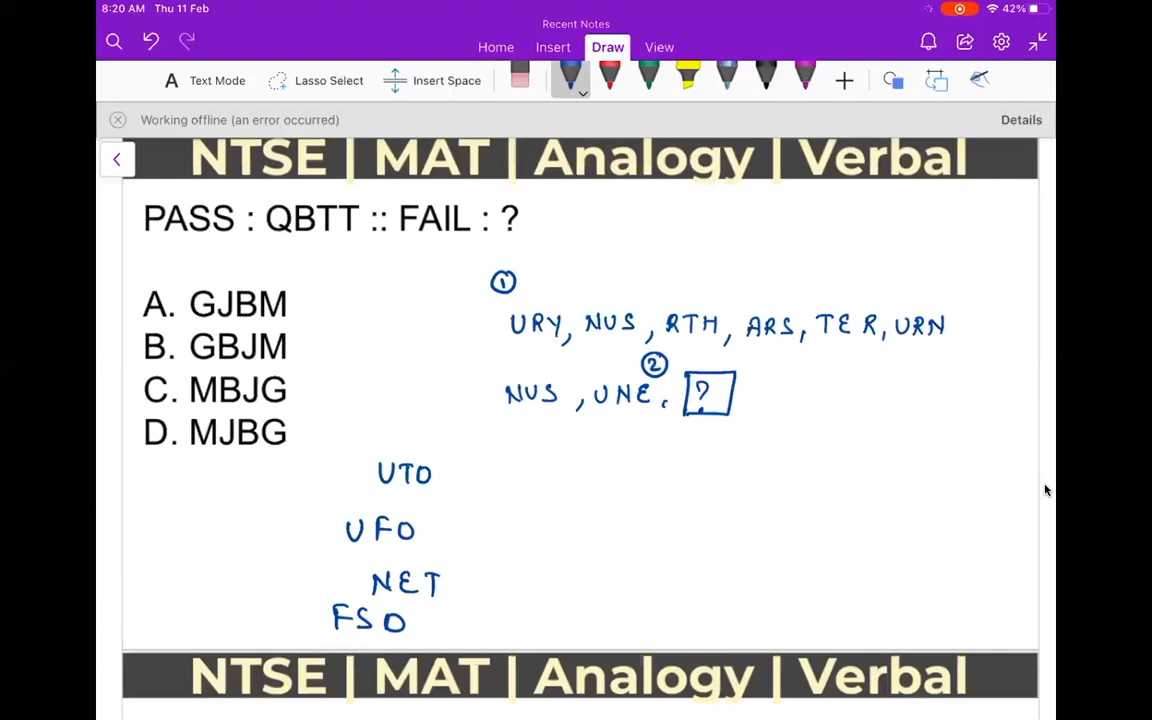 8:20 AM Thu 11 Feb
42%
Recent Notes
Home Insert Draw View
Text Mode Lasso Select Insert Space
Working offline (an error occurred) Details
NTSE | MAT | Analogy | Verbal
PASS : QBTT :: FAIL : ?
①
A. GJBM
URY, NUS, RTH, ARS, TER, URN
B. GBJM
②
C. MBJG
NUS, UNE, ?
D. MJBG
UTO
UFO
NET
FSO
NTSE | MAT | Analogy | Verbal